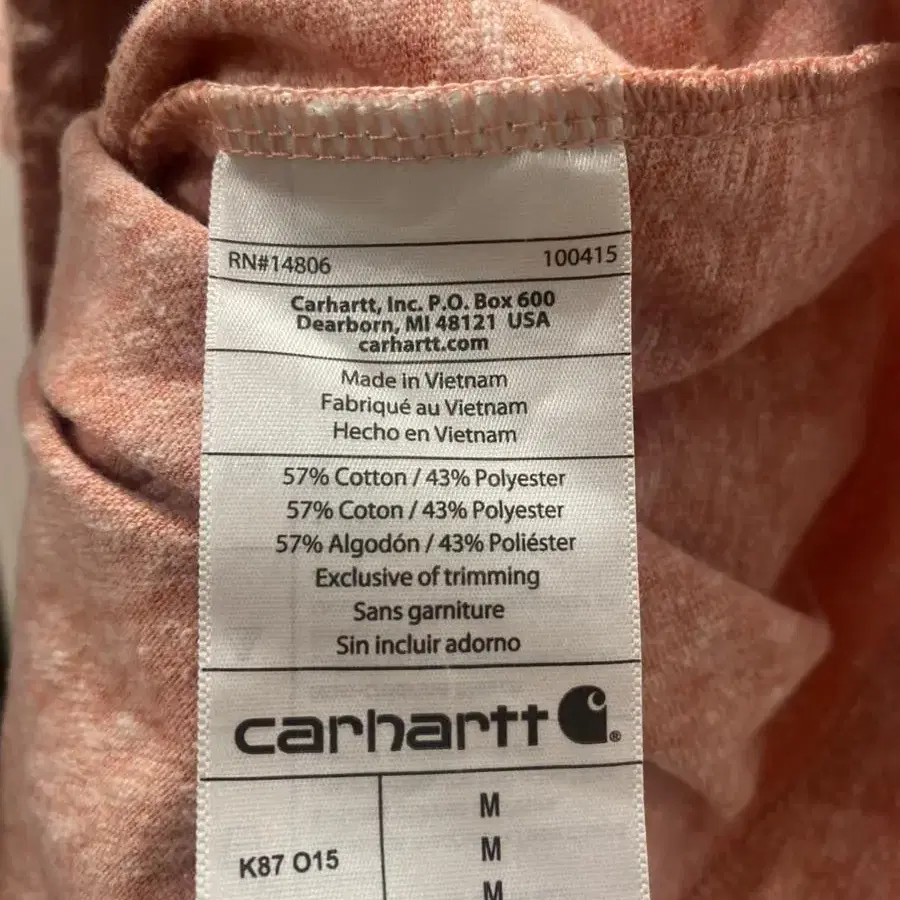 RN#14806 100415
Carhartt, Inc. P.O. Box 600
Dearborn, MI 48121 USA
carhartt.com
Made in Vietnam
Fabriqué au Vietnam
Hecho en Vietnam
57% Cotton / 43% Polyester
57% Coton / 43% Polyester
57% Algodón / 43% Poliéster
Exclusive of trimming
Sans garniture
Sin incluir adorno
carhartt ®
M
K87 O15 M
M